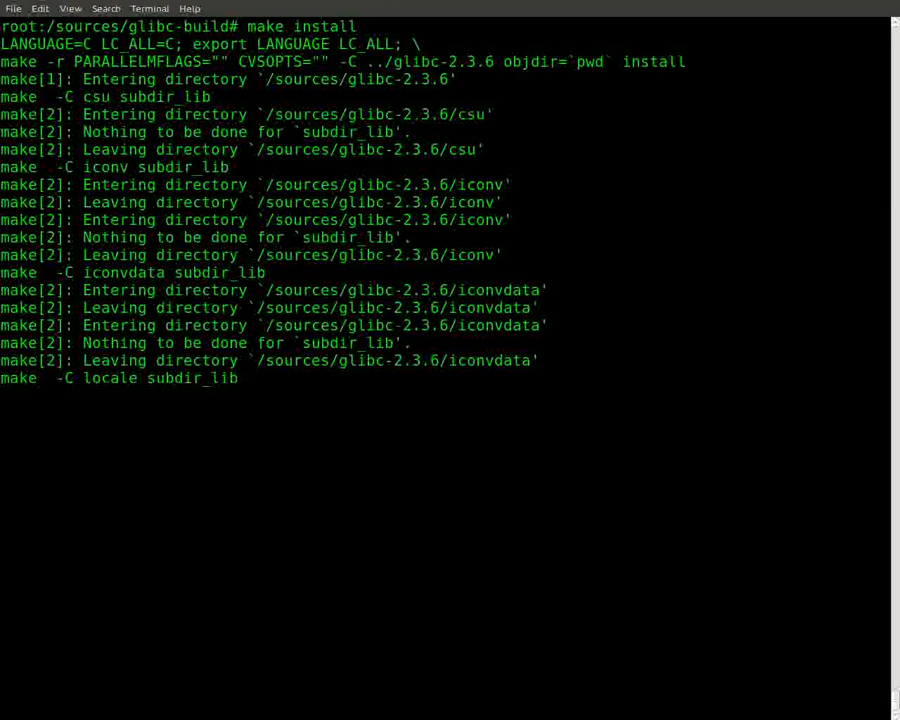 File Edit View Search Terminal Help
root:/sources/glibc-build# make install
LANGUAGE=C LC_ALL=C; export LANGUAGE LC_ALL; \
make -r PARALLELMFLAGS="" CVSOPTS="" -C ../glibc-2.3.6 objdir=`pwd` install
make[1]: Entering directory `/sources/glibc-2.3.6'
make  -C csu subdir_lib
make[2]: Entering directory `/sources/glibc-2.3.6/csu'
make[2]: Nothing to be done for `subdir_lib'.
make[2]: Leaving directory `/sources/glibc-2.3.6/csu'
make  -C iconv subdir_lib
make[2]: Entering directory `/sources/glibc-2.3.6/iconv'
make[2]: Leaving directory `/sources/glibc-2.3.6/iconv'
make[2]: Entering directory `/sources/glibc-2.3.6/iconv'
make[2]: Nothing to be done for `subdir_lib'.
make[2]: Leaving directory `/sources/glibc-2.3.6/iconv'
make  -C iconvdata subdir_lib
make[2]: Entering directory `/sources/glibc-2.3.6/iconvdata'
make[2]: Leaving directory `/sources/glibc-2.3.6/iconvdata'
make[2]: Entering directory `/sources/glibc-2.3.6/iconvdata'
make[2]: Nothing to be done for `subdir_lib'.
make[2]: Leaving directory `/sources/glibc-2.3.6/iconvdata'
make  -C locale subdir_lib